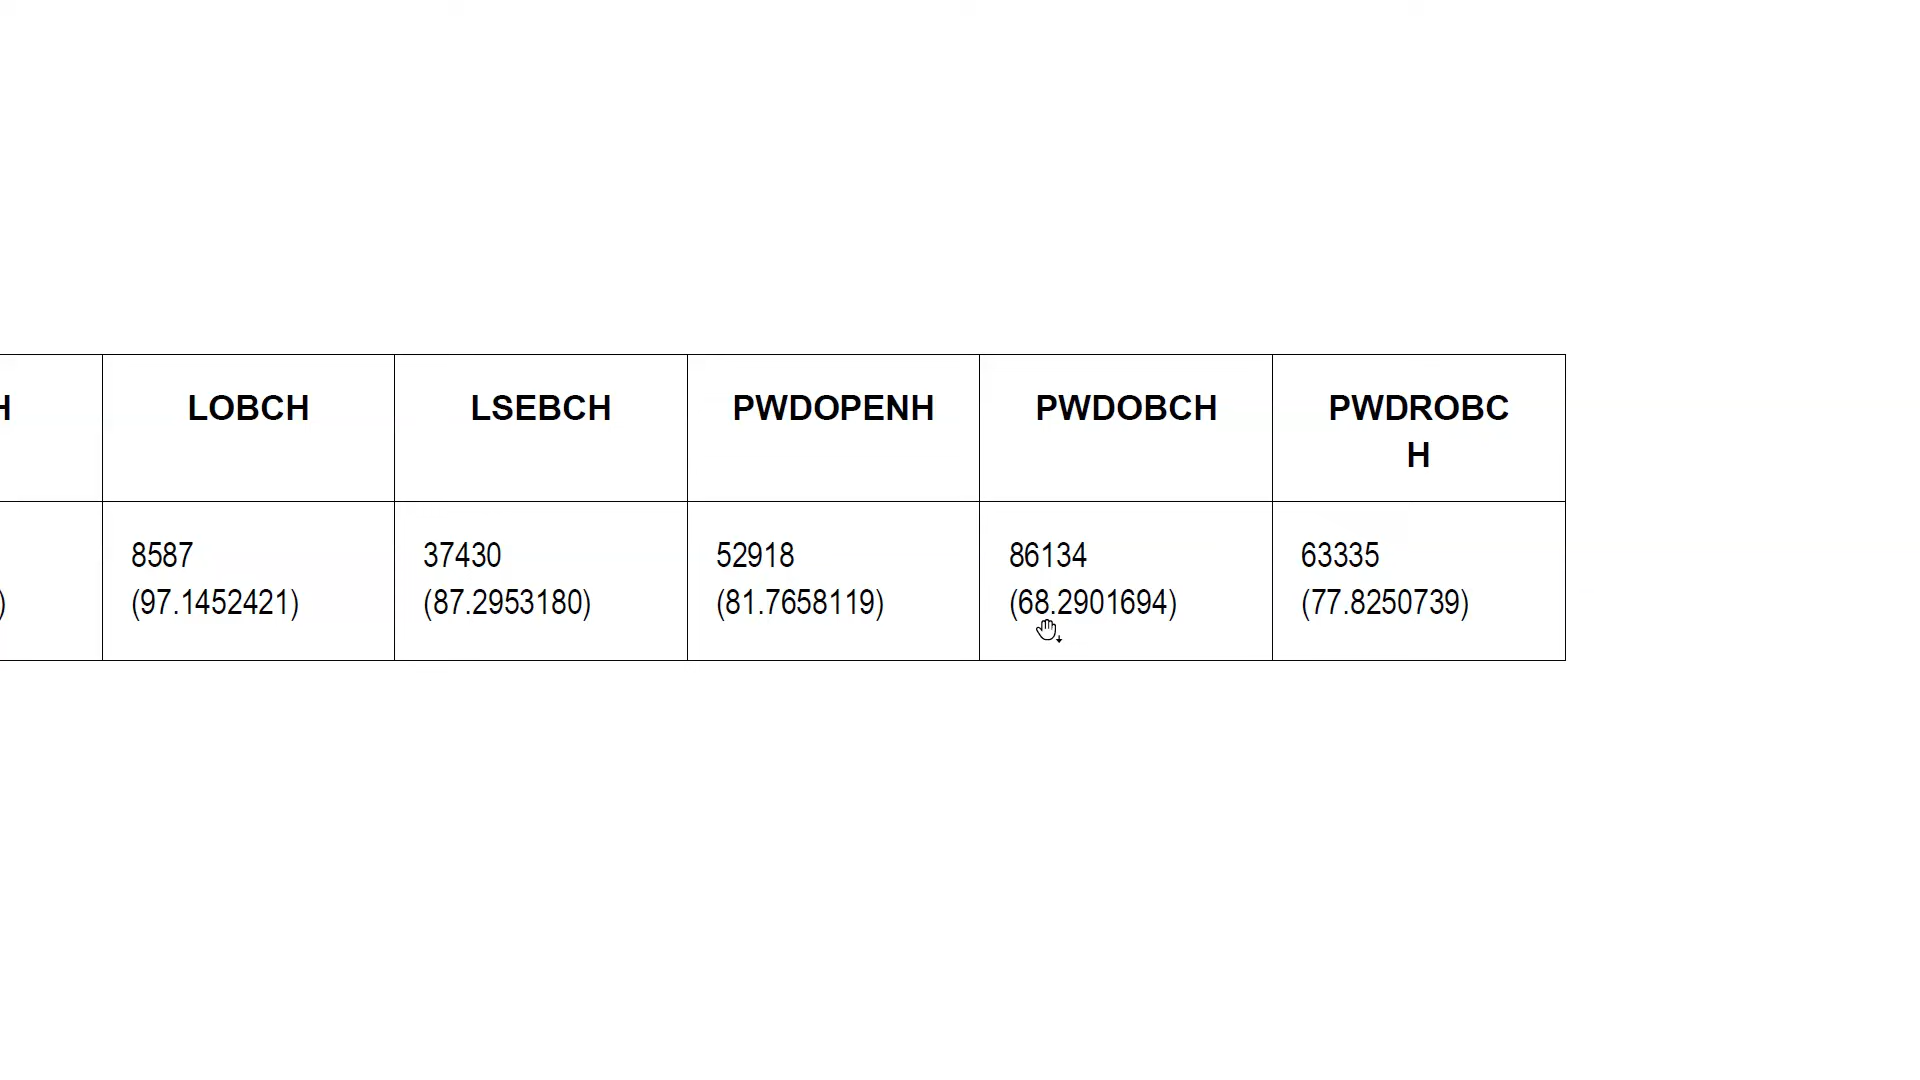 H LOBCH LSEBCH PWDOPENH PWDOBCH PWDROBC
H
8587 37430 52918 86134 63335
) (97.1452421) (87.2953180) (81.7658119) (68.2901694) (77.8250739)